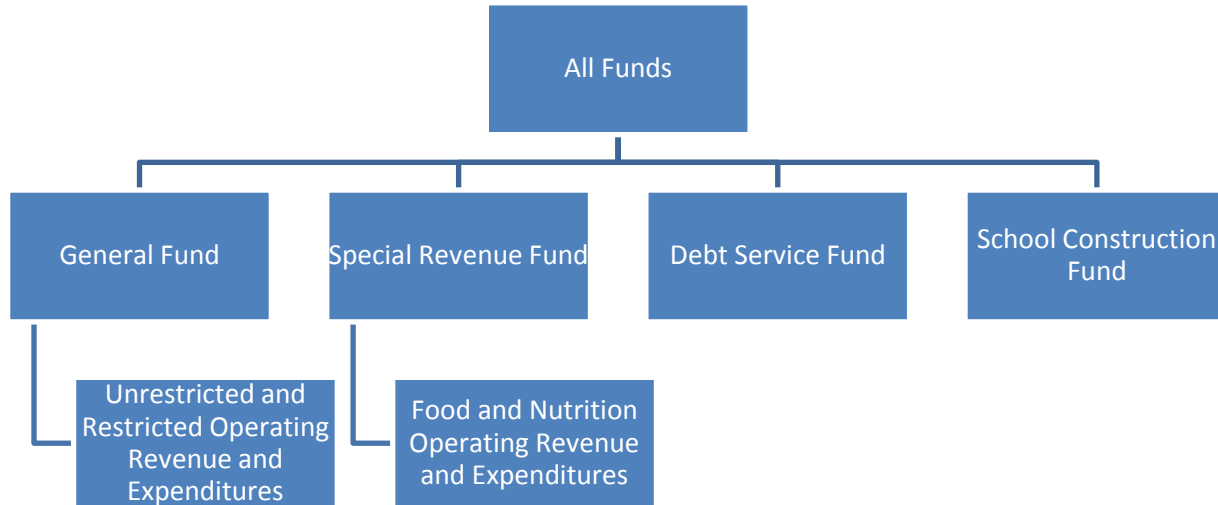 All Funds
General Fund
Special Revenue Fund
Debt Service Fund
School Construction
Fund
Unrestricted and
Restricted Operating
Revenue and
Expenditures
Food and Nutrition
Operating Revenue
and Expenditures